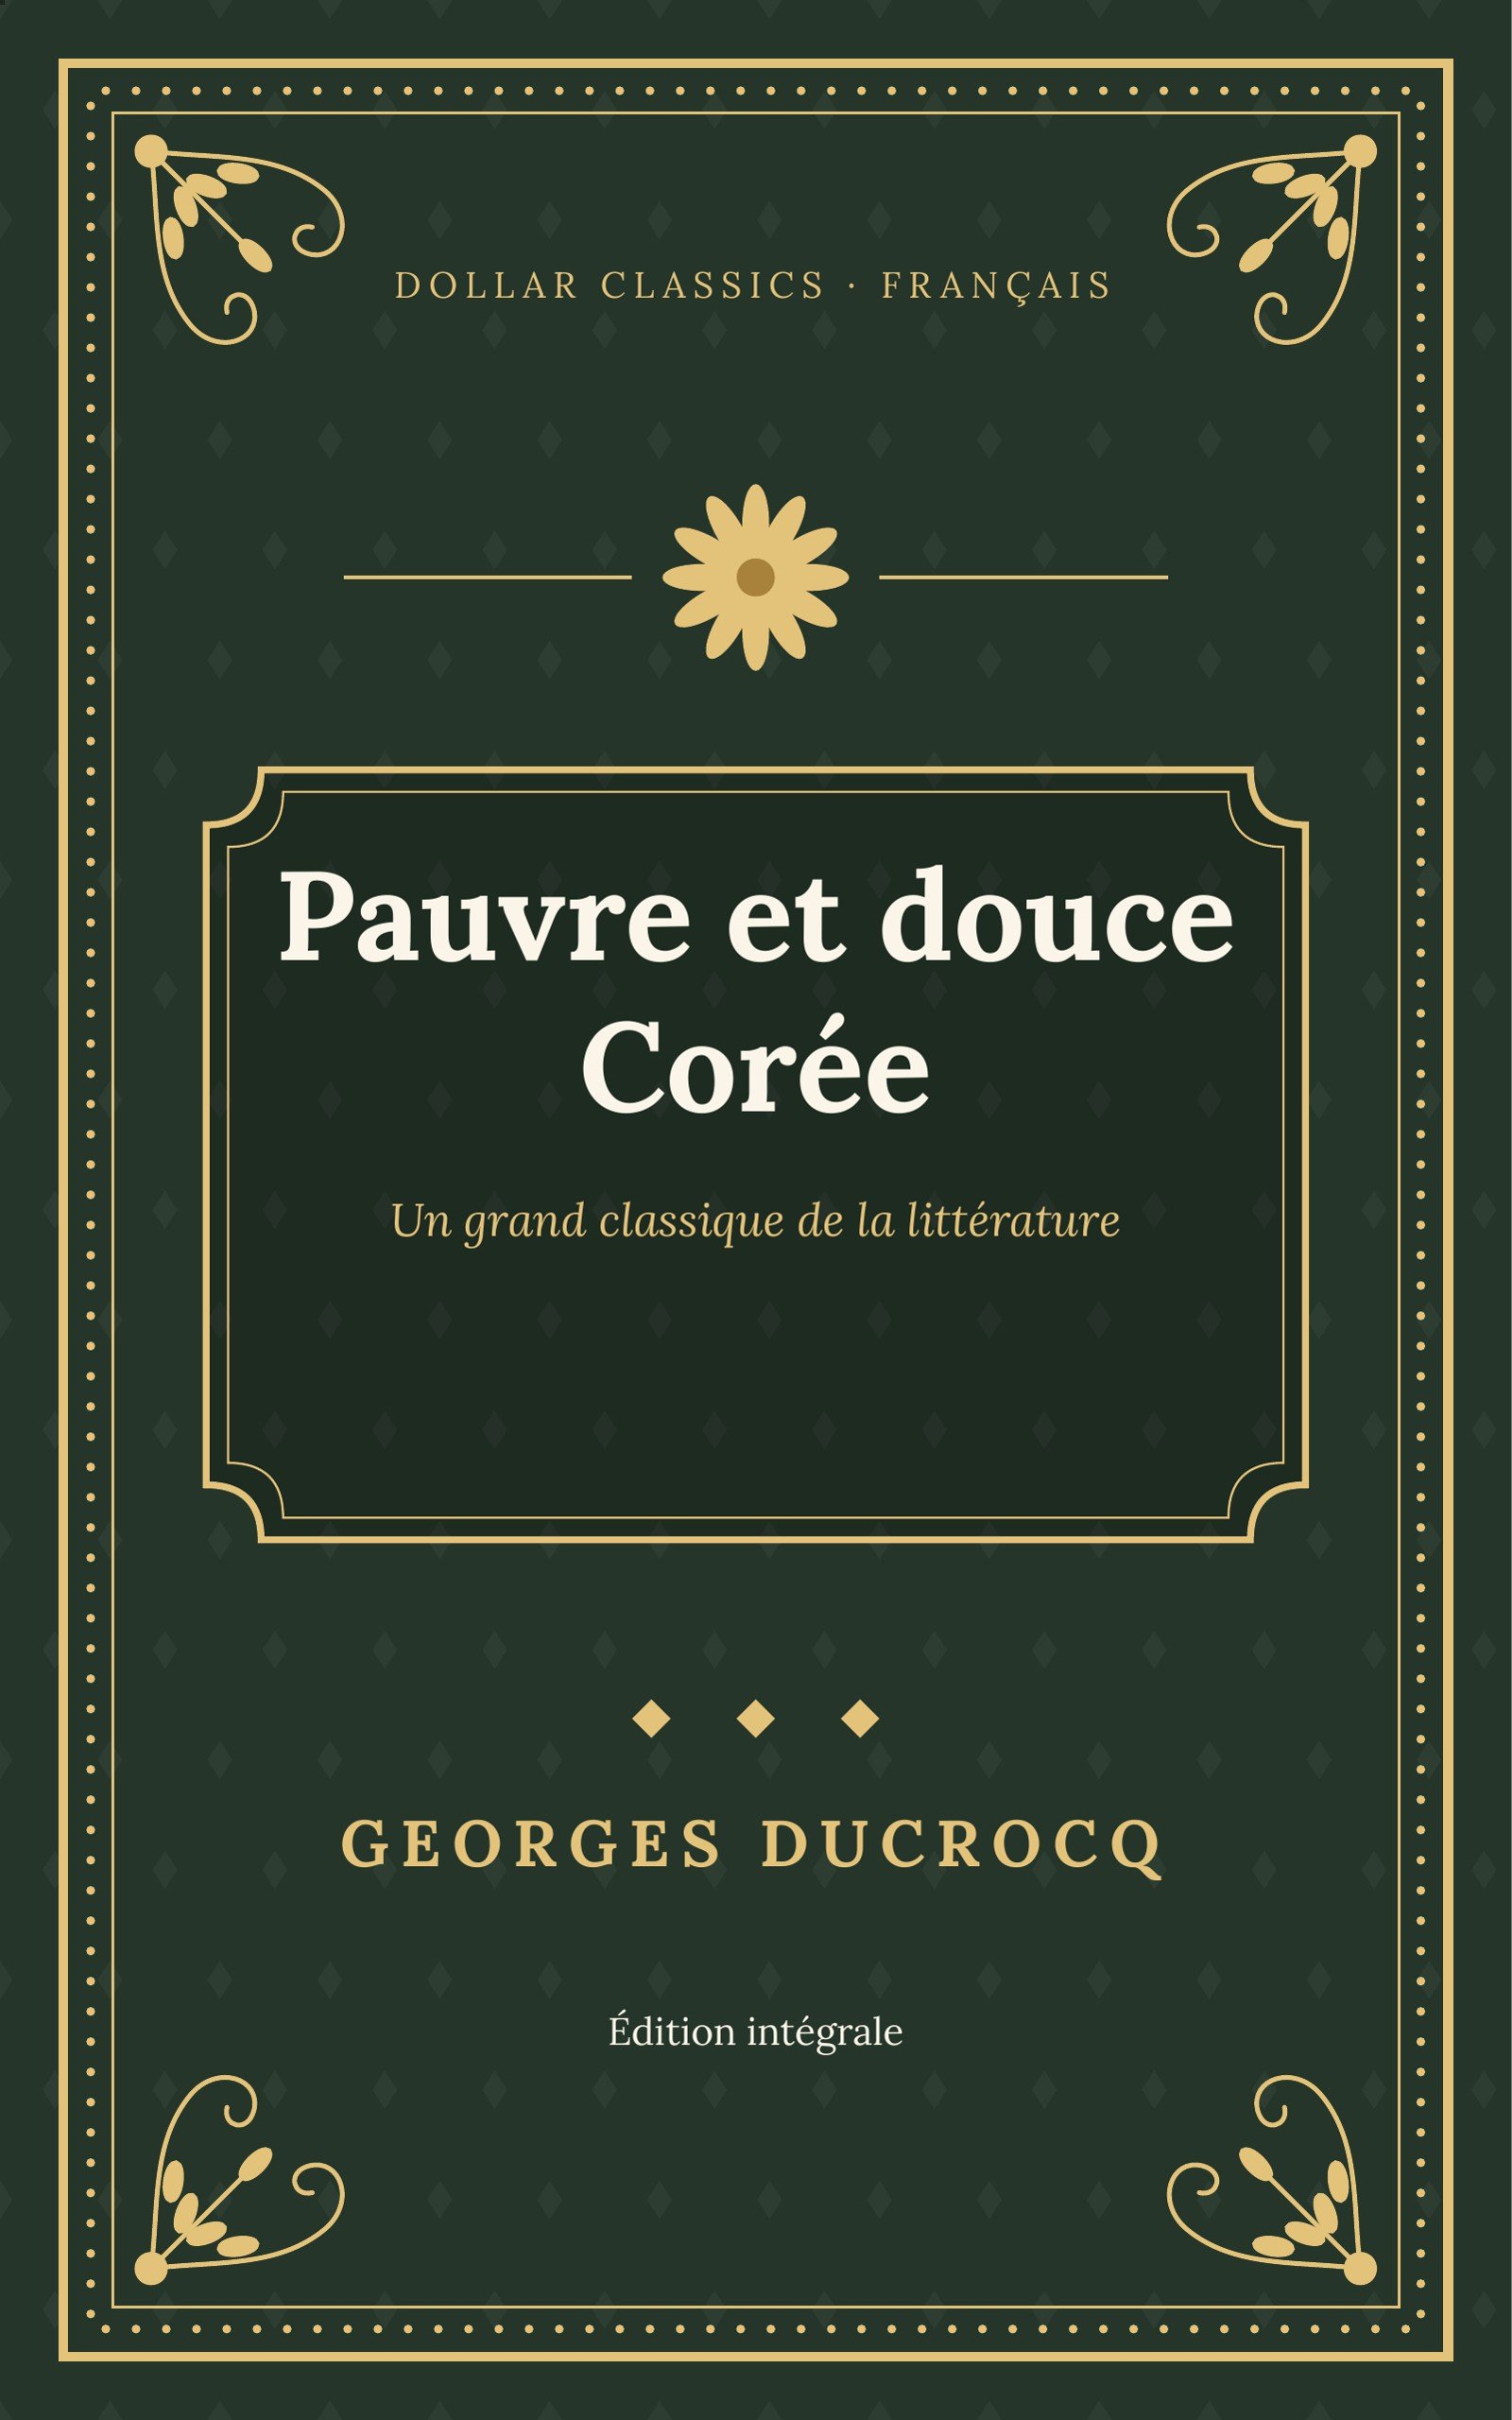 DOLLAR CLASSICS · FRANÇAIS
Pauvre et douce
Corée
Un grand classique de la littérature
GEORGES DUCROCQ
Édition intégrale